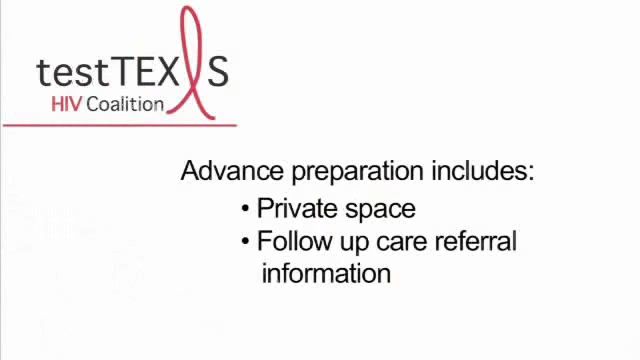 testTEXAS
HIV Coalition
Advance preparation includes:
• Private space
• Follow up care referral
information